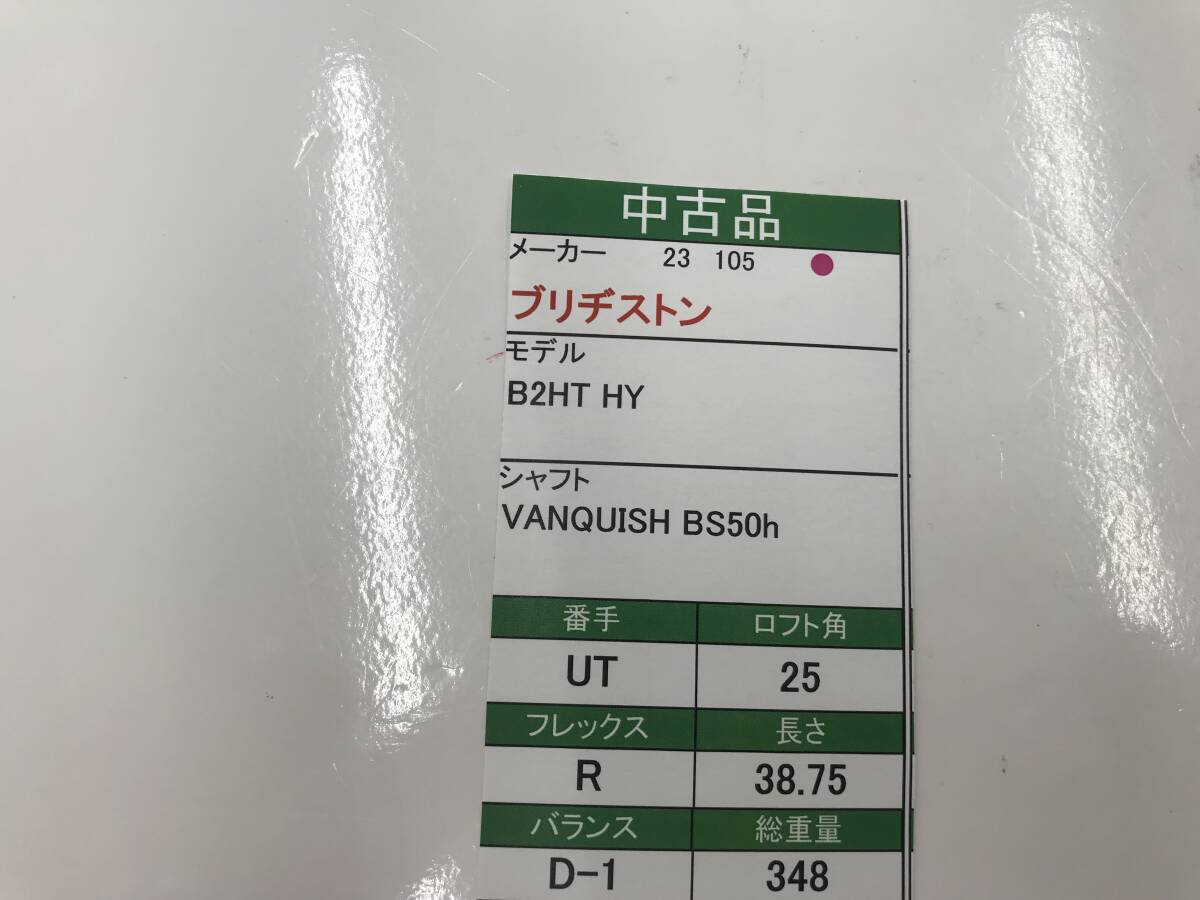 中古品
メーカー 23 105
ブリヂストン
モデル
B2HT HY
シャフト
VANQUISH BS50h
番手 ロフト角
UT 25
フレックス 長さ
R 38.75
バランス 総重量
D-1 348